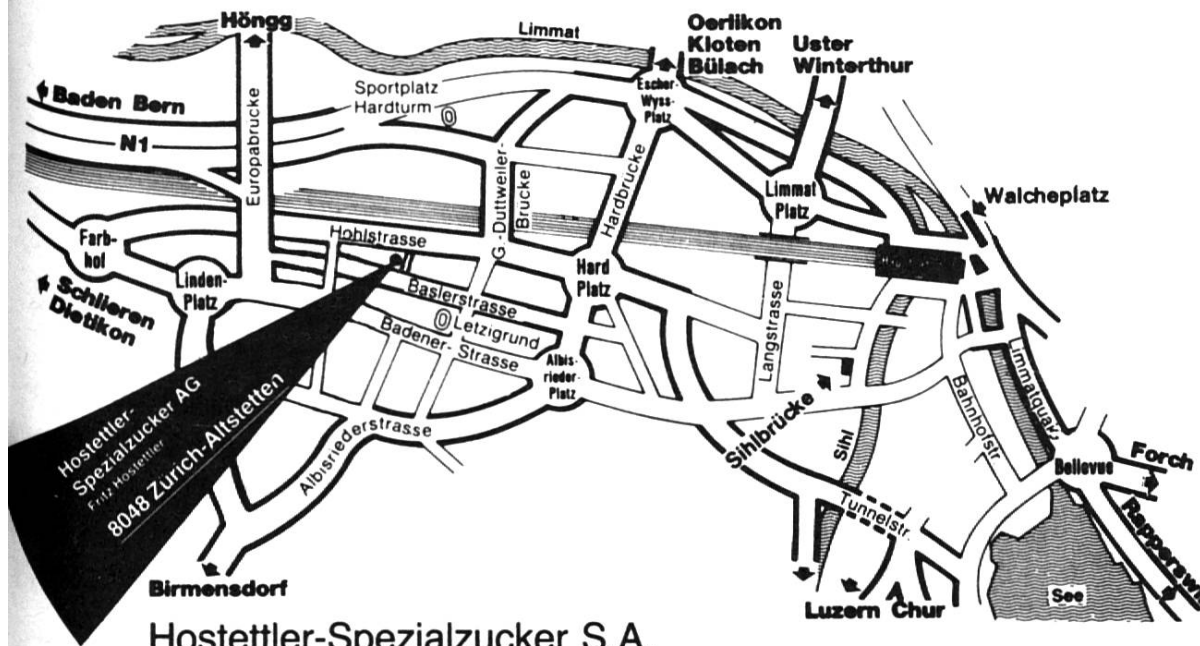 Höngg
Limmat
Oerlikon
Kloten
Bülach
Uster
Winterthur
Baden Bern
N1
Europabrucke
Sportplatz
Hardturm
Escher-
Wyss-
Platz
G.-Duttweiler-
Brucke
Hardbrücke
Limmat
Platz
Walcheplatz
Farb-
hof
Linden-
Platz
Hohlstrasse
Hard
Platz
Schlieren
Dietikon
Baslerstrasse
Letzigrund
Badener-Strasse
Albis-
rieder-
Platz
Langstrasse
Limmatquai
Bahnhofstr
Sihlbrücke
Sihl
Hostettler-
Spezialzucker AG
Fritz Hostettler
8048 Zürich-Altstetten
Albisriederstrasse
Bellevue
Forch
Tunnelstr.
Birmensdorf
Luzern Chur
See
Hostettler-Spezialzucker S.A.